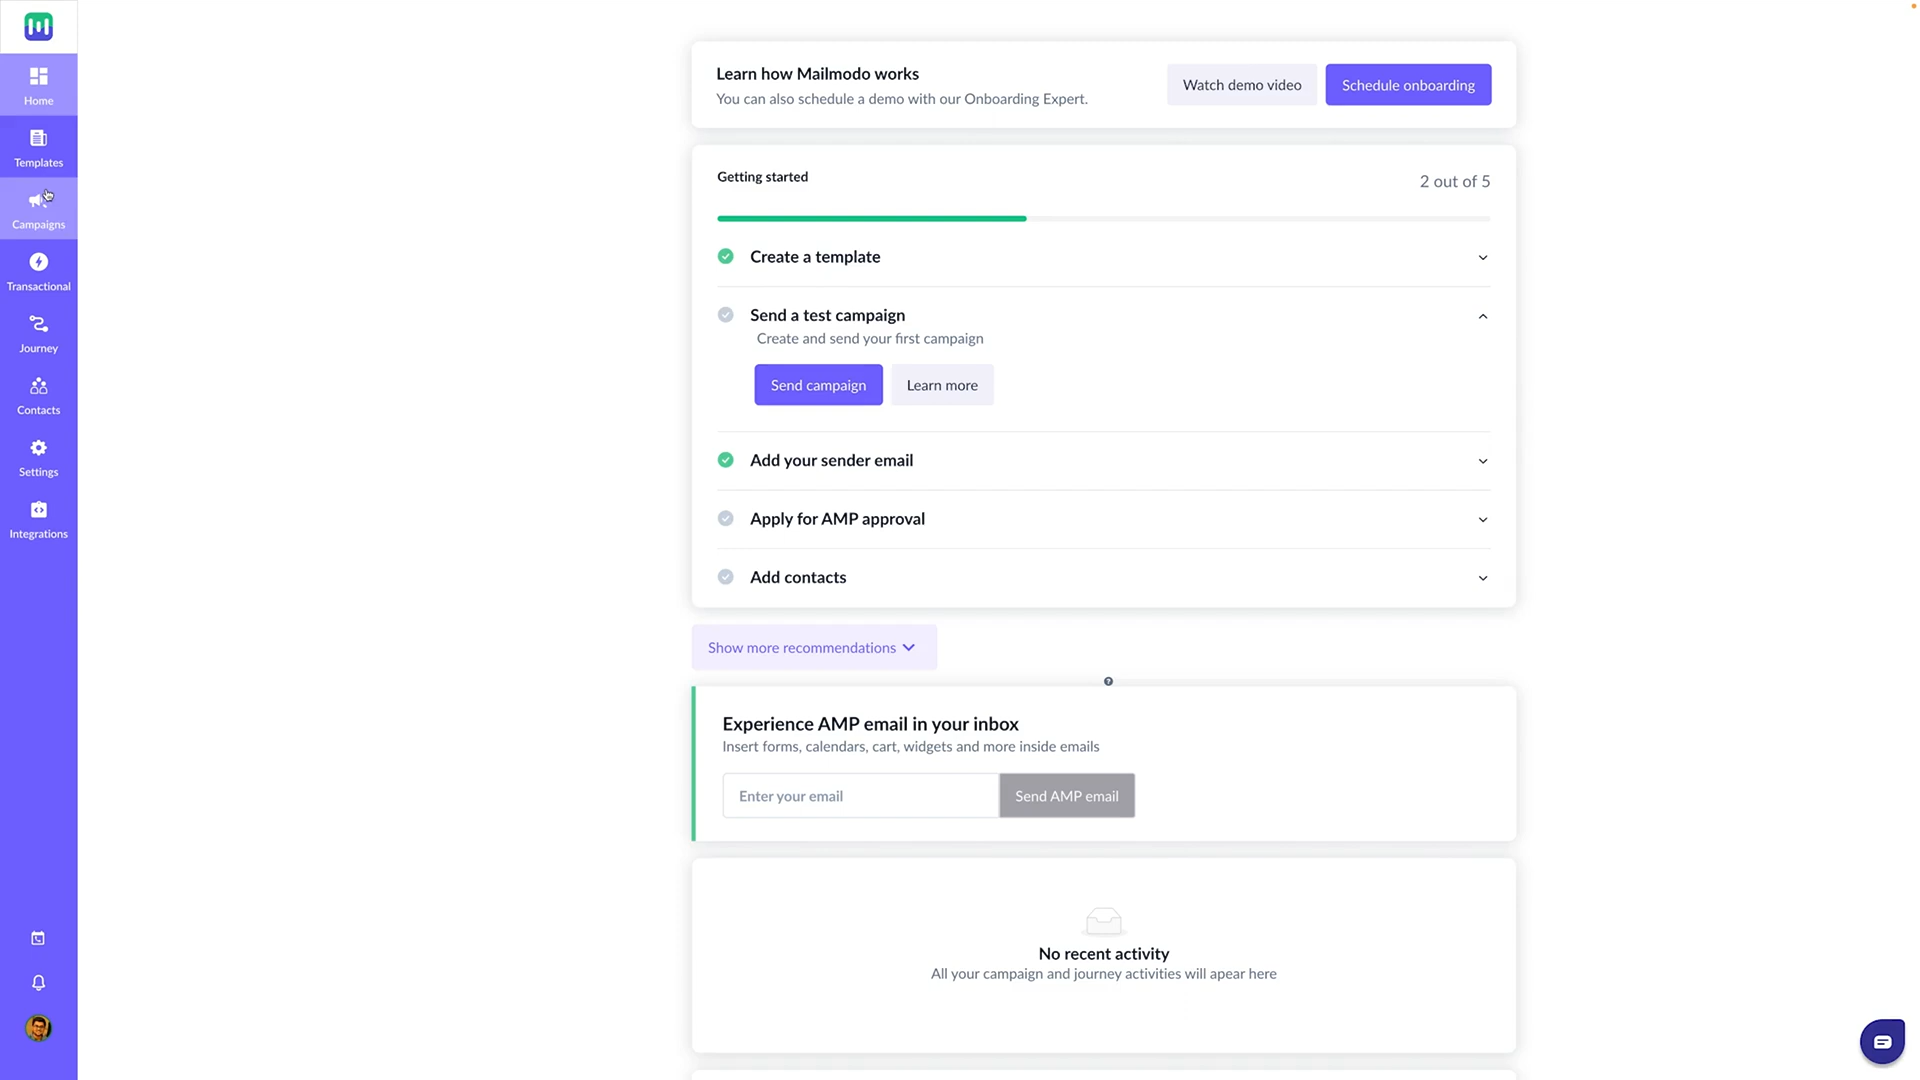 Home
Templates
Campaigns
Transactional
Journey
Contacts
Settings
Integrations
Learn how Mailmodo works
You can also schedule a demo with our Onboarding Expert.
Watch demo video
Schedule onboarding
Getting started
2 out of 5
Create a template
Send a test campaign
Create and send your first campaign
Send campaign
Learn more
Add your sender email
Apply for AMP approval
Add contacts
Show more recommendations
?
Experience AMP email in your inbox
Insert forms, calendars, cart, widgets and more inside emails
Enter your email
Send AMP email
No recent activity
All your campaign and journey activities will apear here